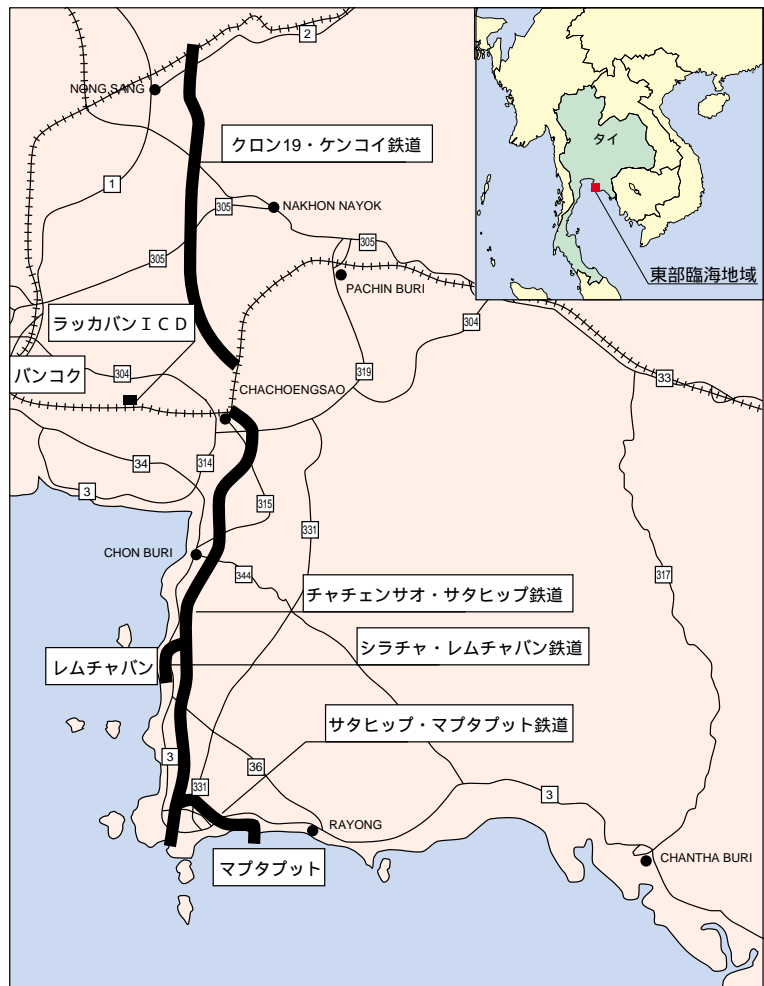 2
NONG SANG
タイ
クロン19・ケンコイ鉄道
1
305
NAKHON NAYOK
305
305
東部臨海地域
PACHIN BURI
ラッカバンＩＣＤ
304
バンコク
304
319
33
CHACHOENGSAO
34
314
3
315
331
CHON BURI
344
317
チャチェンサオ・サタヒップ鉄道
シラチャ・レムチャバン鉄道
レムチャバン
サタヒップ・マプタプット鉄道
3
36
331
3
RAYONG
CHANTHA BURI
マプタプット